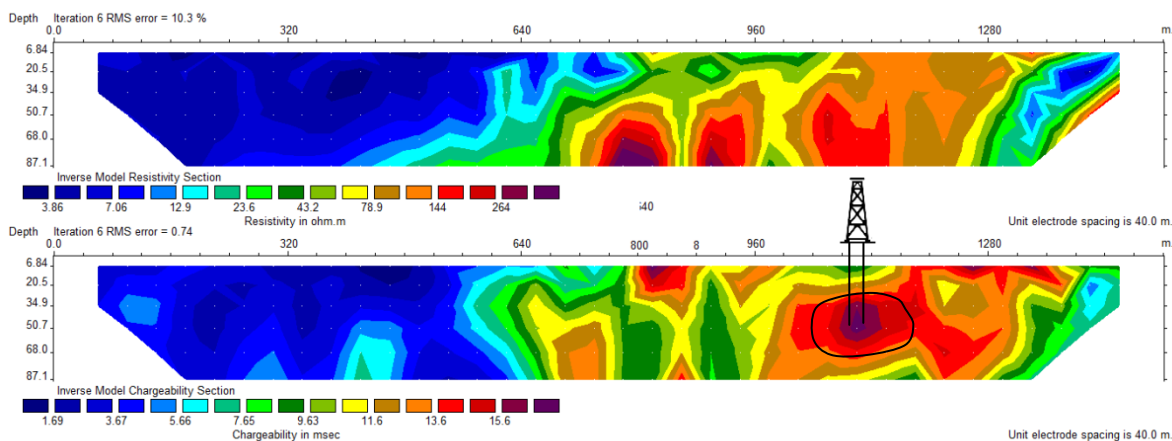 Depth Iteration 6 RMS error = 10.3 %
0.0 320 640 960 1280 m.
6.84
20.5
34.9
50.7
68.0
87.1
Inverse Model Resistivity Section
3.86 7.06 12.9 23.6 43.2 78.9 144 264
Resistivity in ohm.m
i40
Unit electrode spacing is 40.0 m.
Depth Iteration 6 RMS error = 0.74
0.0 320 640 800 8 960 1280 m.
6.84
20.5
34.9
50.7
68.0
87.1
Inverse Model Chargeability Section
1.69 3.67 5.66 7.65 9.63 11.6 13.6 15.6
Chargeability in msec
Unit electrode spacing is 40.0 m.